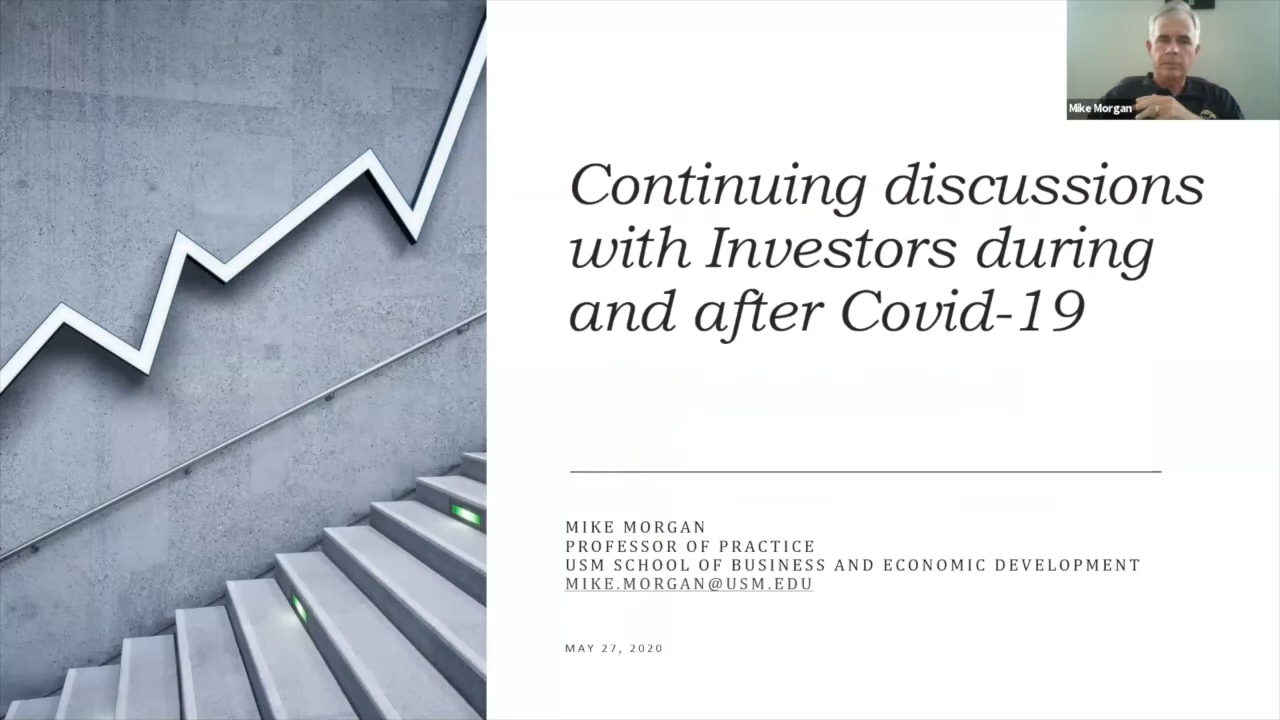 Mike Morgan
Continuing discussions
with Investors during
and after Covid-19
MIKE MORGAN
PROFESSOR OF PRACTICE
USM SCHOOL OF BUSINESS AND ECONOMIC DEVELOPMENT
MIKE.MORGAN@USM.EDU
MAY 27, 2020